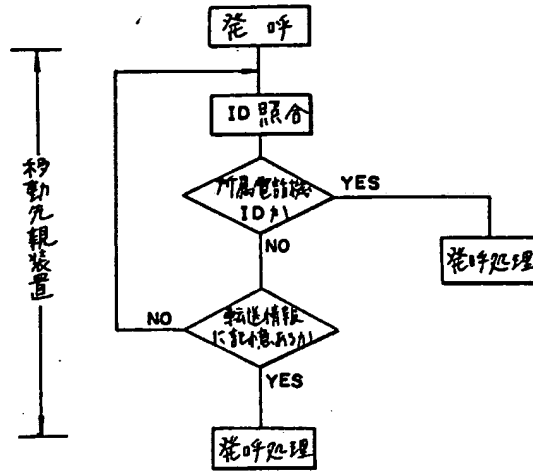 発呼
ID照合
所属電話機
IDか
YES
NO
発呼処理
転送情報
に記憶あるか
NO
YES
発呼処理
移動先親装置